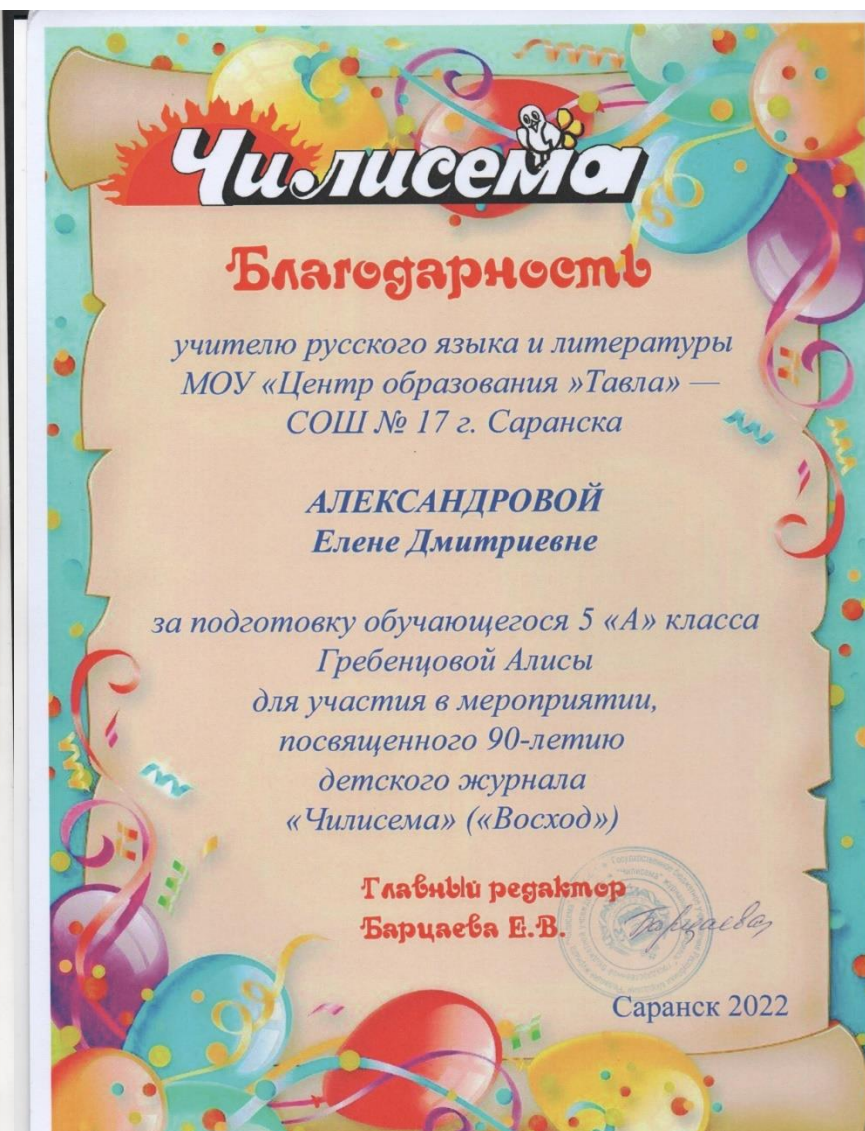 Чилисема
Благодарность
учителю русского языка и литературы
МОУ «Центр образования »Тавла» —
СОШ № 17 г. Саранска
АЛЕКСАНДРОВОЙ
Елене Дмитриевне
за подготовку обучающегося 5 «А» класса
Гребенцовой Алисы
для участия в мероприятии,
посвященного 90-летию
детского журнала
«Чилисема» («Восход»)
Главный редактор
Барцаева Е.В.
Барцаева
Саранск 2022